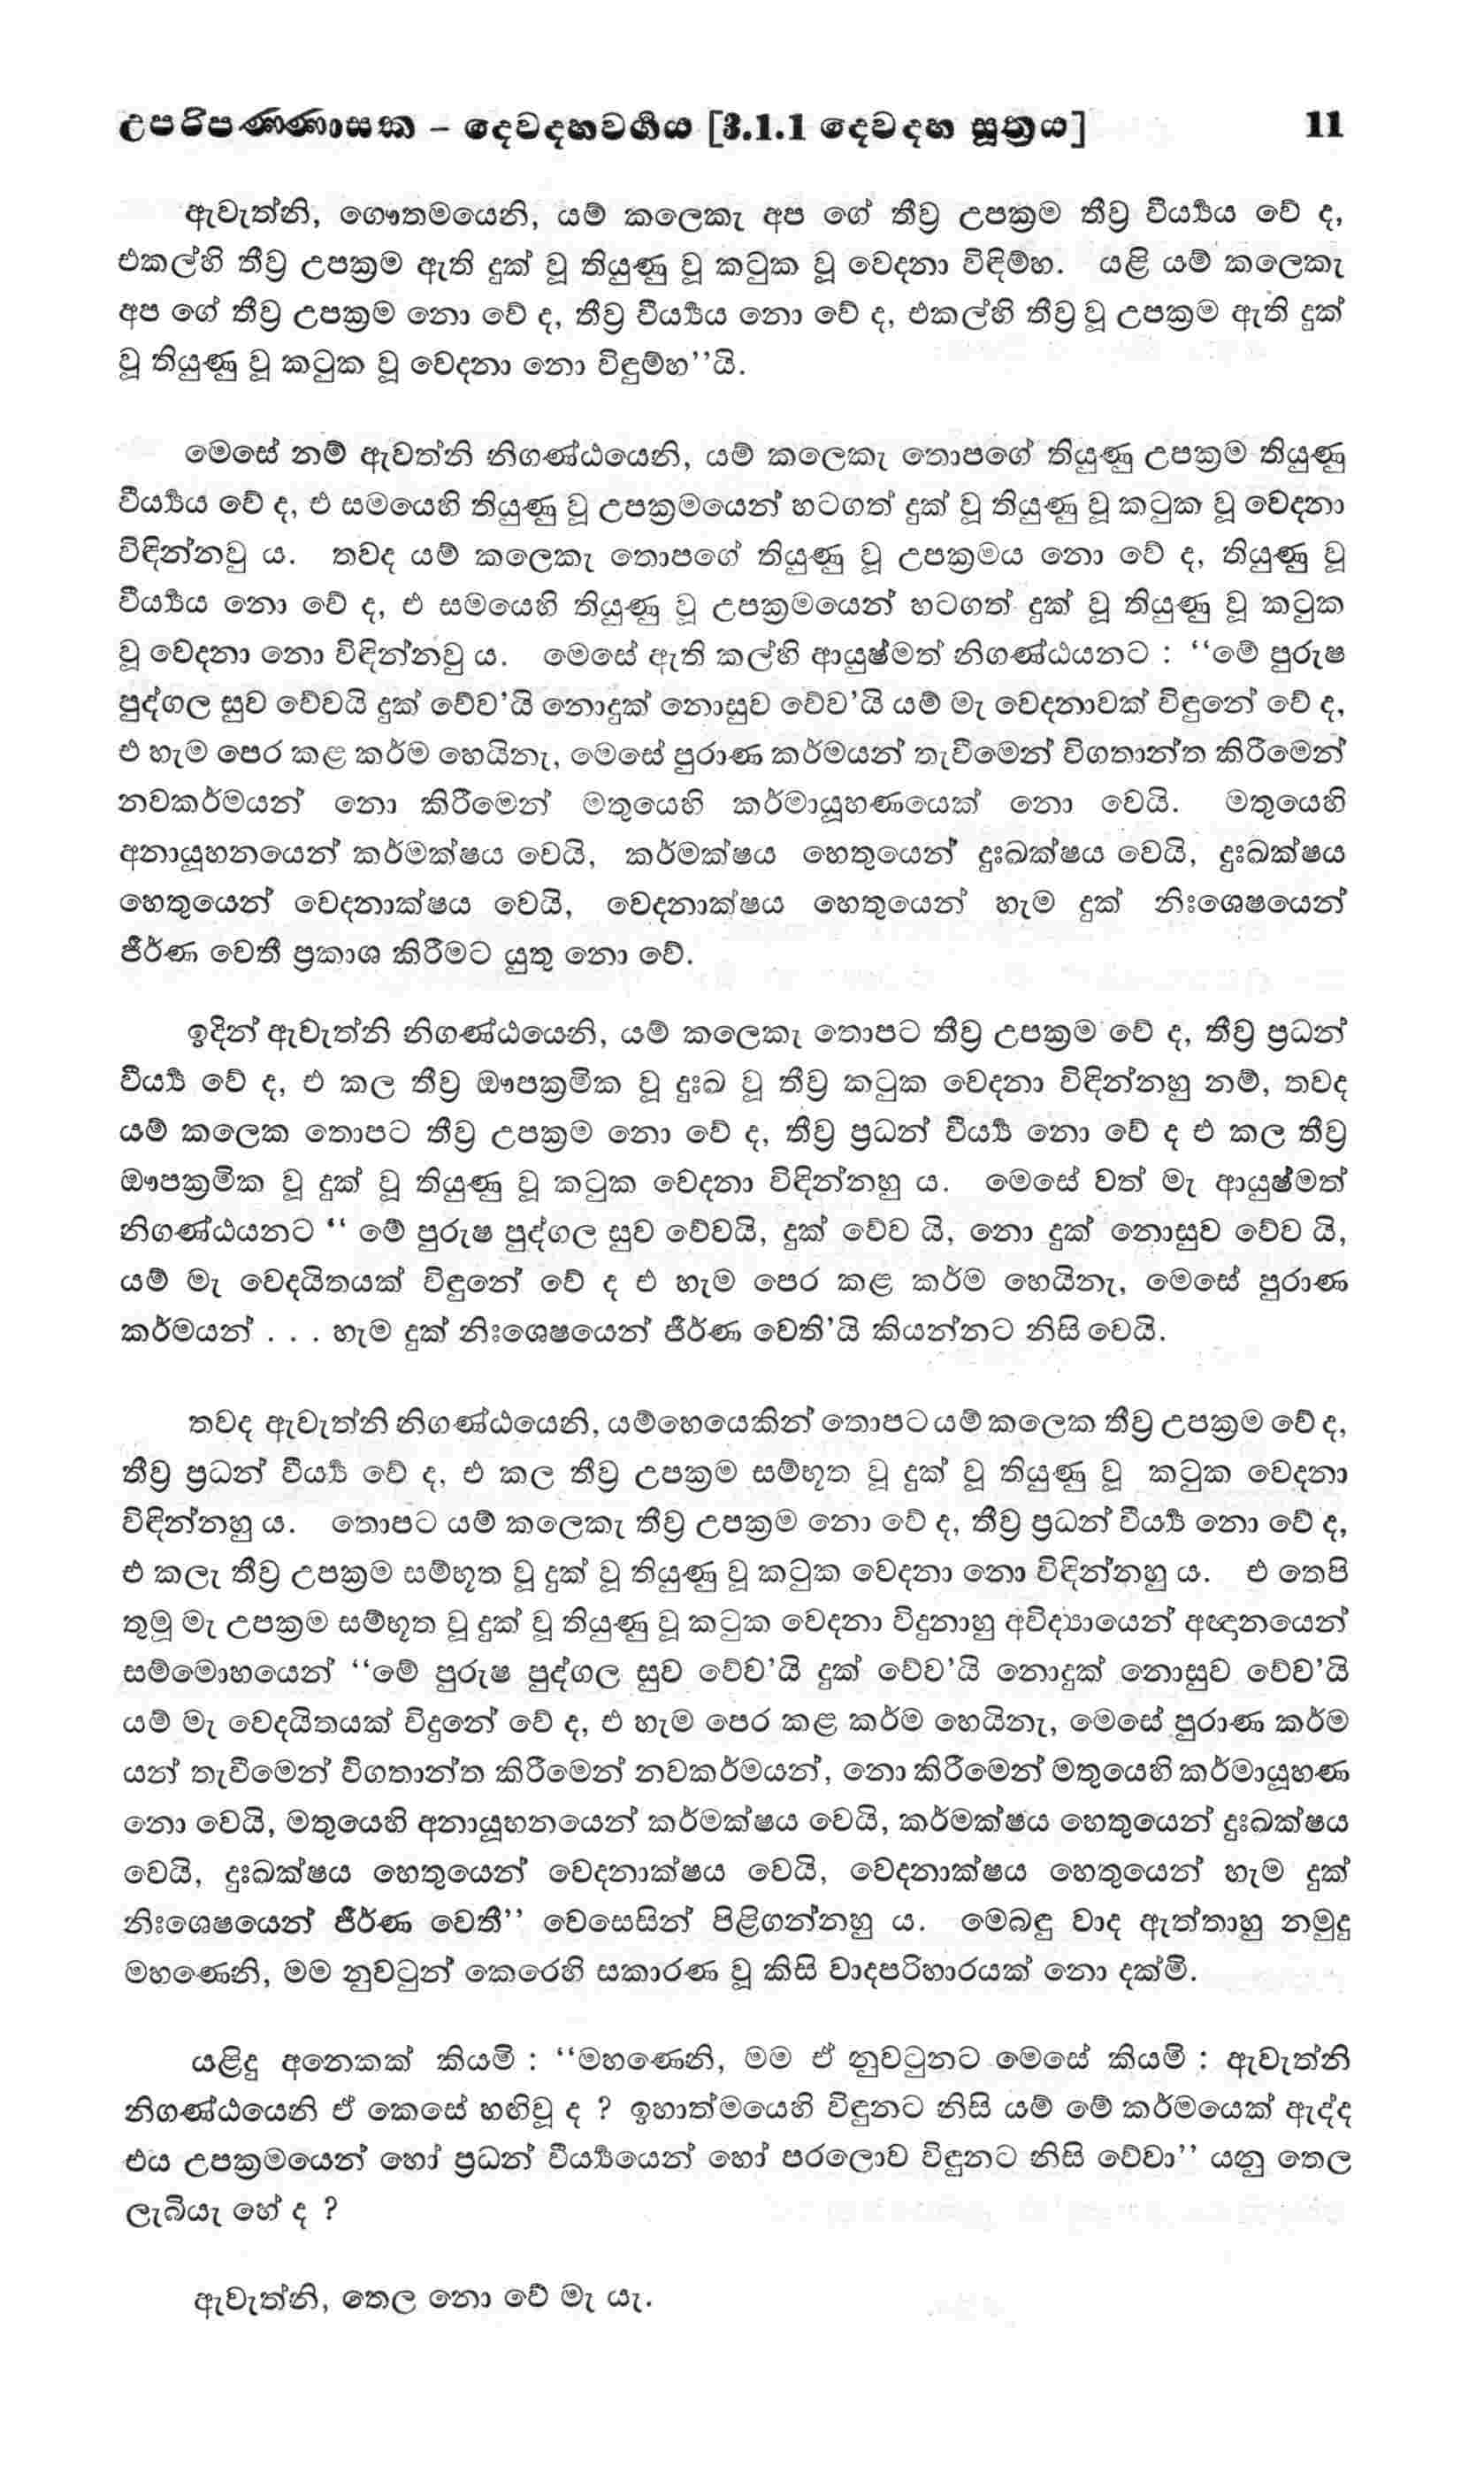 උපරිපණ්ණාසක – දෙවදහවර්ගය [3.1.1 දෙවදහ සූත්‍රය] 11
ඇවැත්නි, ගෞතමයෙනි, යම් කලෙකැ අප ගේ තීව්‍ර උපක්‍රම තීව්‍ර වීර්‍ය්‍යය වේ ද,
එකල්හි තීව්‍ර උපක්‍රම ඇති දුක් වූ තියුණු වූ කටුක වූ වෙදනා විඳිම්හ. යළි යම් කලෙකැ
අප ගේ තීව්‍ර උපක්‍රම නො වේ ද, තීව්‍ර වීර්‍ය්‍යය නො වේ ද, එකල්හි තීව්‍ර වූ උපක්‍රම ඇති දුක්
වූ තියුණු වූ කටුක වූ වෙදනා නො විඳුම්හ’’යි.
මෙසේ නම් ඇවත්නි නිගණ්ඨයෙනි, යම් කලෙකැ තොපගේ තියුණු උපක්‍රම තියුණු
වීර්‍ය්‍යය වේ ද, එ සමයෙහි තියුණු වූ උපක්‍රමයෙන් හටගත් දුක් වූ තියුණු වූ කටුක වූ වෙදනා
විඳින්නවු ය. තවද යම් කලෙකැ තොපගේ තියුණු වූ උපක්‍රමය නො වේ ද, තියුණු වූ
වීර්‍ය්‍යය නො වේ ද, එ සමයෙහි තියුණු වූ උපක්‍රමයෙන් හටගත් දුක් වූ තියුණු වූ කටුක
වූ වේදනා නො විඳින්නවු ය. මෙසේ ඇති කල්හි ආයුෂ්මත් නිගණ්ඨයනට : ‘‘මේ පුරුෂ
පුද්ගල සුව වේවයි දුක් වේව’යි නොදුක් නොසුව වේව’යි යම් මැ වෙදනාවක් විඳුනේ වේ ද,
එ හැම පෙර කළ කර්ම හෙයිනැ, මෙසේ පුරාණ කර්මයන් තැවීමෙන් විගතාන්ත කිරීමෙන්
නවකර්මයන් නො කිරීමෙන් මතුයෙහි කර්මායූහණයෙක් නො වෙයි. මතුයෙහි
අනායූහනයෙන් කර්මක්ෂය වෙයි, කර්මක්ෂය හෙතුයෙන් දුඃඛක්ෂය වෙයි, දුඃඛක්ෂය
හෙතුයෙන් වෙදනාක්ෂය වෙයි, වෙදනාක්ෂය හෙතුයෙන් හැම දුක් නිඃශෙෂයෙන්
ජීර්ණ වෙතී ප්‍රකාශ කිරීමට යුතු නො වේ.
ඉදින් ඇවැත්නි නිගණ්ඨයෙනි, යම් කලෙකැ තොපට තීව්‍ර උපක්‍රම වේ ද, තීව්‍ර ප්‍රධන්
වීර්‍ය්‍ය වේ ද, එ කල තීව්‍ර ඖපක්‍රමික වූ දුඃඛ වූ තීව්‍ර කටුක වෙදනා විඳින්නහු නම්, තවද
යම් කලෙක තොපට තීව්‍ර උපක්‍රම නො වේ ද, තීව්‍ර ප්‍රධන් වීර්‍ය්‍ය නො වේ ද එ කල තීව්‍ර
ඖපක්‍රමික වූ දුක් වූ තියුණු වූ කටුක වේදනා විඳින්නහු ය. මෙසේ වත් මැ ආයුෂ්මත්
නිගණ්ඨයනට ‘‘ මේ පුරුෂ පුද්ගල සුව වේවයි, දුක් වේව යි, නො දුක් නොසුව වේව යි,
යම් මැ වෙදයිතයක් විඳුනේ වේ ද එ හැම පෙර කළ කර්ම හෙයිනැ, මෙසේ පුරාණ
කර්මයන් . . . හැම දුක් නිඃශෙෂයෙන් ජීර්ණ වෙති’යි කියන්නට නිසි වෙයි.
තවද ඇවැත්නි නිගණ්ඨයෙනි, යම්හෙයෙකින් තොපට යම් කලෙක තීව්‍ර උපක්‍රම වේ ද,
තීව්‍ර ප්‍රධන් වීර්‍ය්‍ය වේ ද, එ කල තීව්‍ර උපක්‍රම සම්භූත වූ දුක් වූ තියුණු වූ කටුක වෙදනා
විඳින්නහු ය. තොපට යම් කලෙකැ තීව්‍ර උපක්‍රම නො වේ ද, තීව්‍ර ප්‍රධන් වීර්‍ය්‍ය නො වේ ද,
එ කලැ තීව්‍ර උපක්‍රම සම්භූත වූ දුක් වූ තියුණු වූ කටුක වෙදනා නො විඳින්නහු ය. එ තෙපි
තුමූ මැ උපක්‍රම සම්භූත වූ දුක් වූ තියුණු වූ කටුක වෙදනා විදුනාහු අවිද්‍යායෙන් අඥානයෙන්
සම්මොහයෙන් ‘‘මේ පුරුෂ පුද්ගල සුව වේව’යි දුක් වේව’යි නොදුක් නොසුව වේව’යි
යම් මැ වෙදයිතයක් විඳුනේ වේ ද, එ හැම පෙර කළ කර්ම හෙයිනැ, මෙසේ පුරාණ කර්ම
යන් තැවීමෙන් විගතාන්ත කිරීමෙන් නවකර්මයන්, නො කිරීමෙන් මතුයෙහි කර්මායූහණ
නො වෙයි, මතුයෙහි අනායූහනයෙන් කර්මක්ෂය වෙයි, කර්මක්ෂය හෙතුයෙන් දුඃඛක්ෂය
වෙයි, දුඃඛක්ෂය හෙතුයෙන් වෙදනාක්ෂය වෙයි, වෙදනාක්ෂය හෙතුයෙන් හැම දුක්
නිඃශෙෂයෙන් ජීර්ණ වෙතී’’ වෙසෙසින් පිළිගන්නහු ය. මෙබඳු වාද ඇත්තාහු නමුදු
මහණෙනි, මම නුවටුන් කෙරෙහි සකාරණ වූ කිසි වාදපරිහාරයක් නො දක්මි.
යළිදු අනෙකක් කියමි : ‘‘මහණෙනි, මම ඒ නුවටුනට මෙසේ කියමි : ඇවැත්නි
නිගණ්ඨයෙනි ඒ කෙසේ හඟිවූ ද ? ඉහාත්මයෙහි විඳුනට නිසි යම් මේ කර්මයෙක් ඇද්ද
එය උපක්‍රමයෙන් හෝ ප්‍රධන් වීර්‍ය්‍යයෙන් හෝ පරලොව විඳුනට නිසි වේවා’’ යනු තෙල
ලැබියැ හේ ද ?
ඇවැත්නි, තෙල නො වේ මැ යැ.